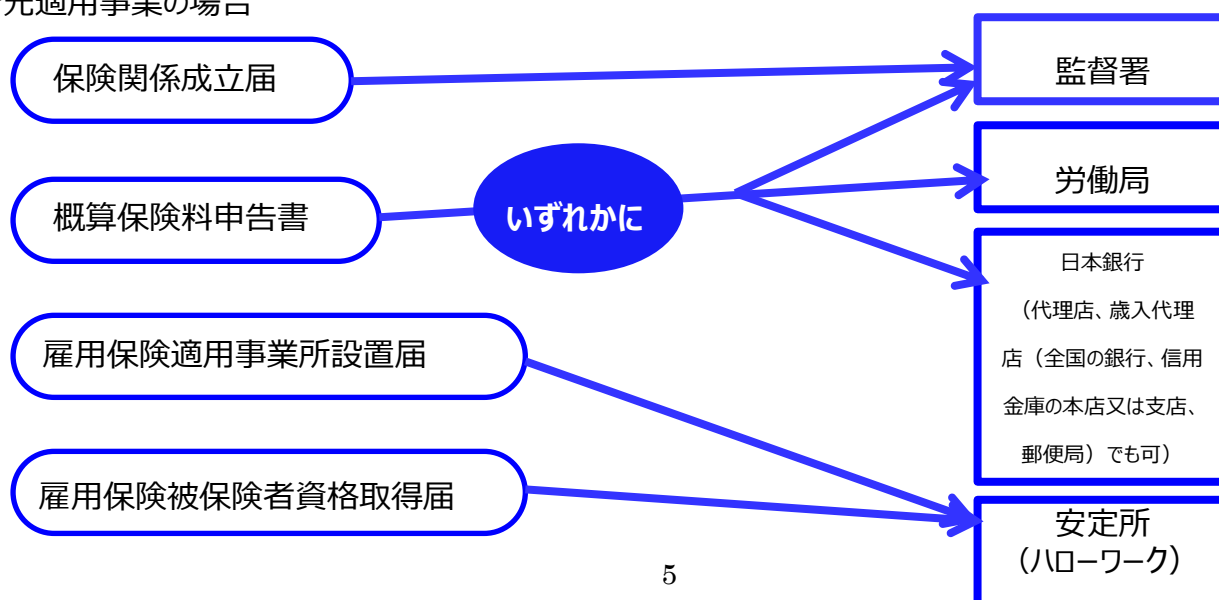 元適用事業の場合
保険関係成立届
監督署
概算保険料申告書
いずれかに
労働局
日本銀行
（代理店、歳入代理
店（全国の銀行、信用
金庫の本店又は支店、
郵便局）でも可）
雇用保険適用事業所設置届
雇用保険被保険者資格取得届
安定所
（ハローワーク）
5